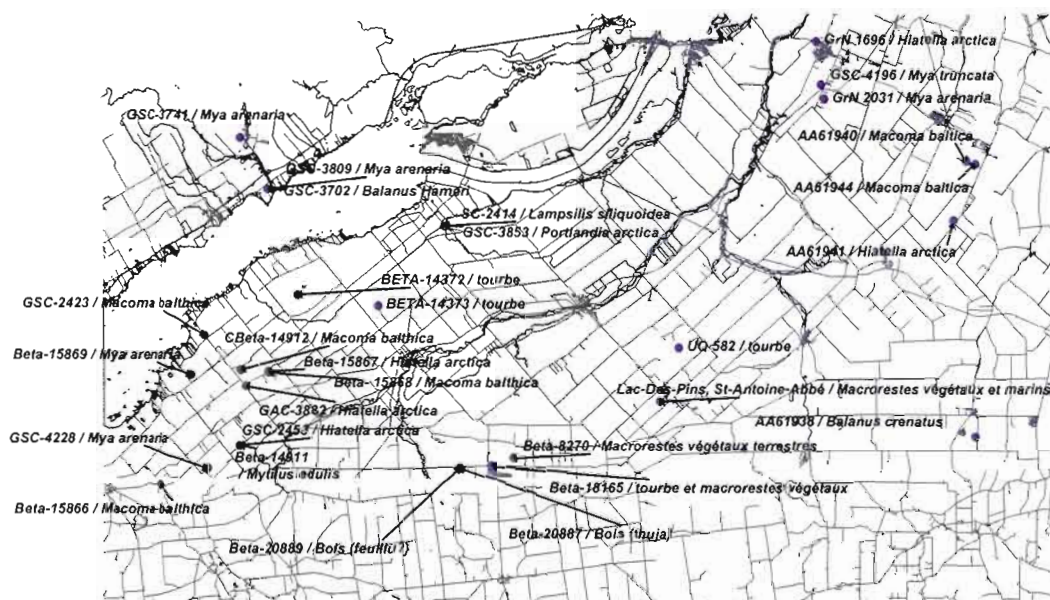 GrN 1696 / Hiatella arctica
GSC-4196 / Mya truncata
GrN 2031 / Mya arenaria
GSC-3741 / Mya arenaria
AA61940 / Macoma baltica
GSC-3809 / Mya arenaria
GSC-3702 / Balanus Hameri
AA61944 / Macoma baltica
SC-2414 / Lampsilis siliquoidea
GSC-3853 / Portlandia arctica
AA61941 / Hiatella arctica
BETA-14372 / tourbe
GSC-2423 / Macoma balthica
BETA-14373 / tourbe
CBeta-14912 / Macoma balthica
UQ-582 / tourbe
Beta-15869 / Mya arenaria
Beta-15867 / Hiatella arctica
Beta-15868 / Macoma balthica
Lac-Des-Pins, St-Antoine-Abbé / Macrorestes végétaux et marins
GAC-3882 / Hiatella arctica
AA61938 / Balanus crenatus
GSC-2453 / Hiatella arctica
GSC-4228 / Mya arenaria
Beta-8270 / Macrorestes végétaux terrestres
Beta-14911
/ Mytilus edulis
Beta-18165 / tourbe et macrorestes végétaux
Beta-15866 / Macoma balthica
Beta-20887 / Bois (thuja)
Beta-20889 / Bois (feuillu?)